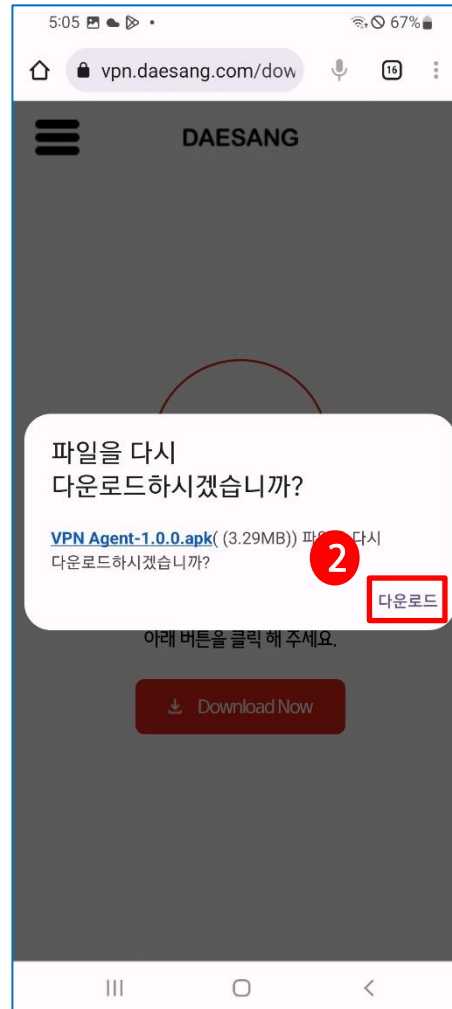 5:05
67%
vpn.daesang.com/dow
16
DAESANG
파일을 다시
다운로드하시겠습니까?
VPN Agent-1.0.0.apk( (3.29MB)) 다시
다운로드하시겠습니까?
2
다운로드
아래 버튼을 클릭 해 주세요.
Download Now